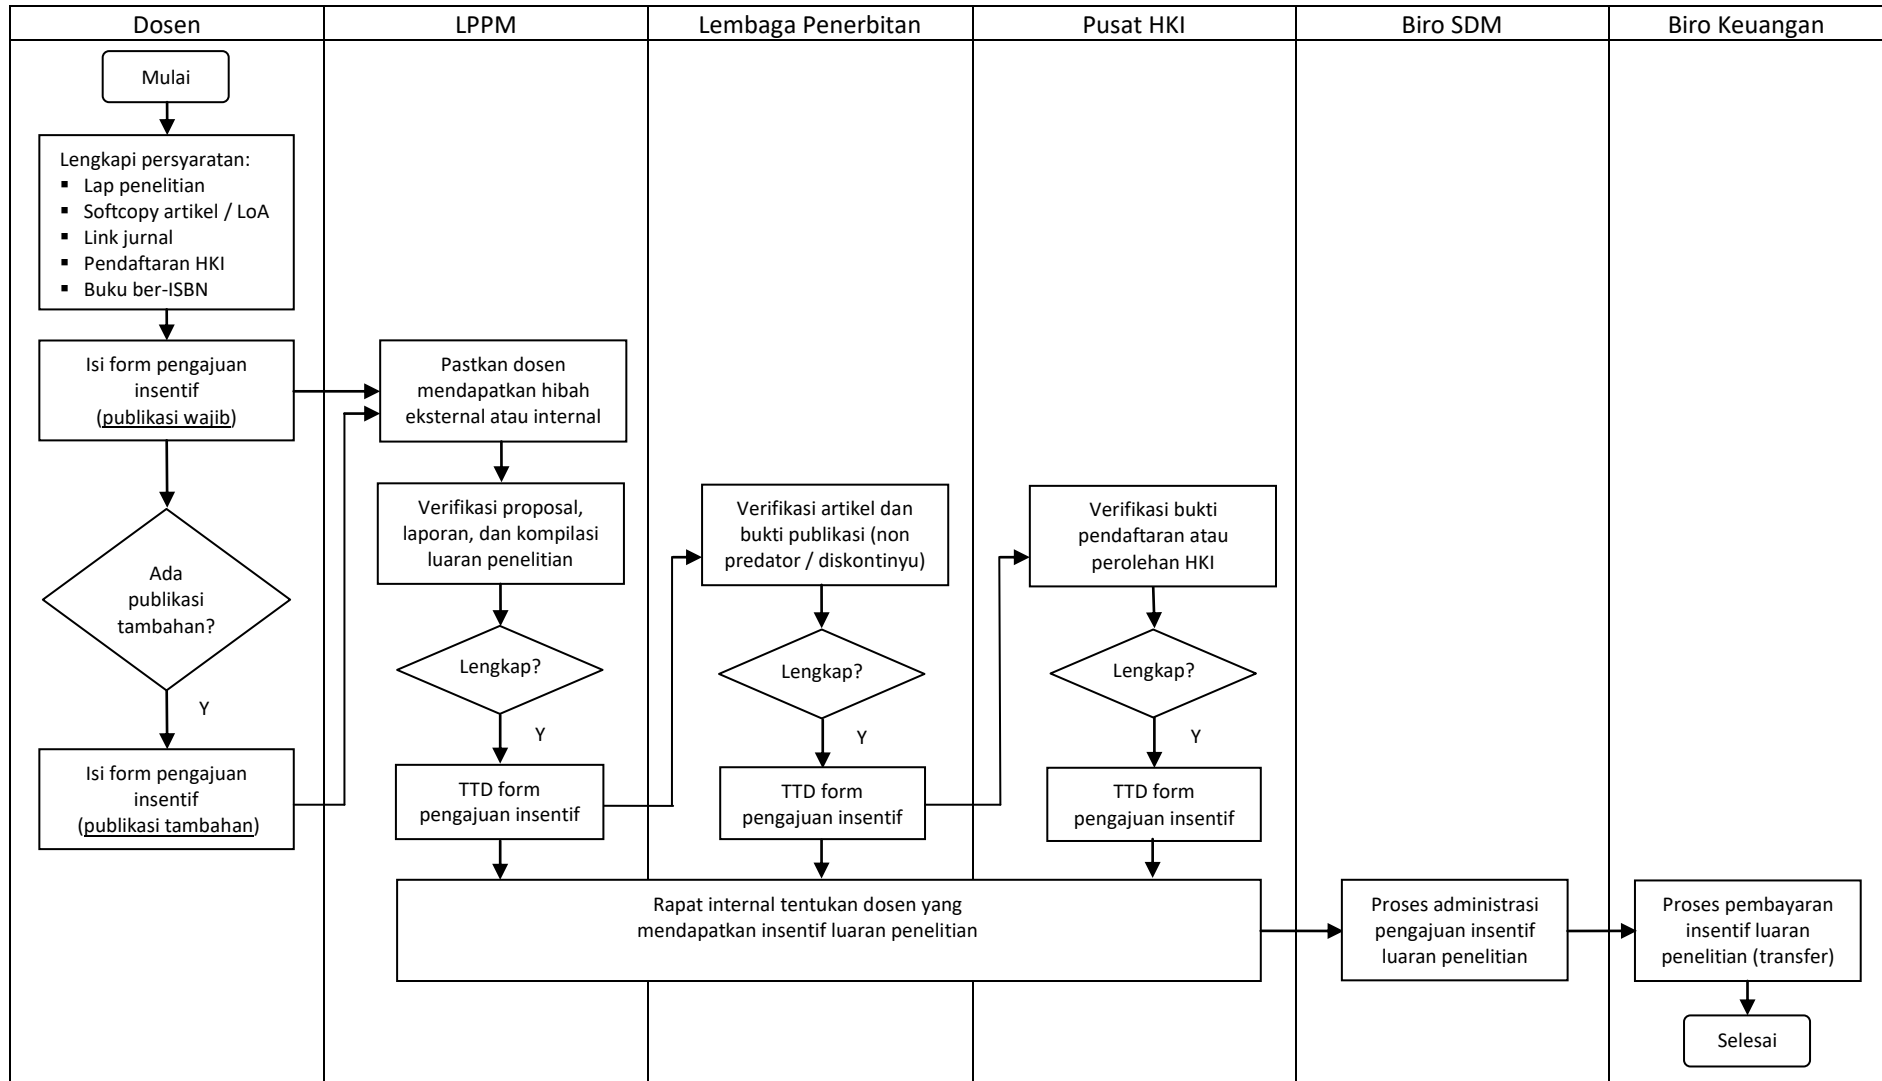 Dosen
LPPM
Lembaga Penerbitan
Pusat HKI
Biro SDM
Biro Keuangan
Mulai
Lengkapi persyaratan:
▪ Lap penelitian
▪ Softcopy artikel / LoA
▪ Link jurnal
▪ Pendaftaran HKI
▪ Buku ber-ISBN
Isi form pengajuan
insentif
(publikasi wajib)
Ada
publikasi
tambahan?
Y
Isi form pengajuan
insentif
(publikasi tambahan)
Pastkan dosen
mendapatkan hibah
eksternal atau internal
Verifikasi proposal,
laporan, dan kompilasi
luaran penelitian
Lengkap?
Y
TTD form
pengajuan insentif
Verifikasi artikel dan
bukti publikasi (non
predator / diskontinyu)
Lengkap?
Y
TTD form
pengajuan insentif
Verifikasi bukti
pendaftaran atau
perolehan HKI
Lengkap?
Y
TTD form
pengajuan insentif
Rapat internal tentukan dosen yang
mendapatkan insentif luaran penelitian
Proses administrasi
pengajuan insentif
luaran penelitian
Proses pembayaran
insentif luaran
penelitian (transfer)
Selesai